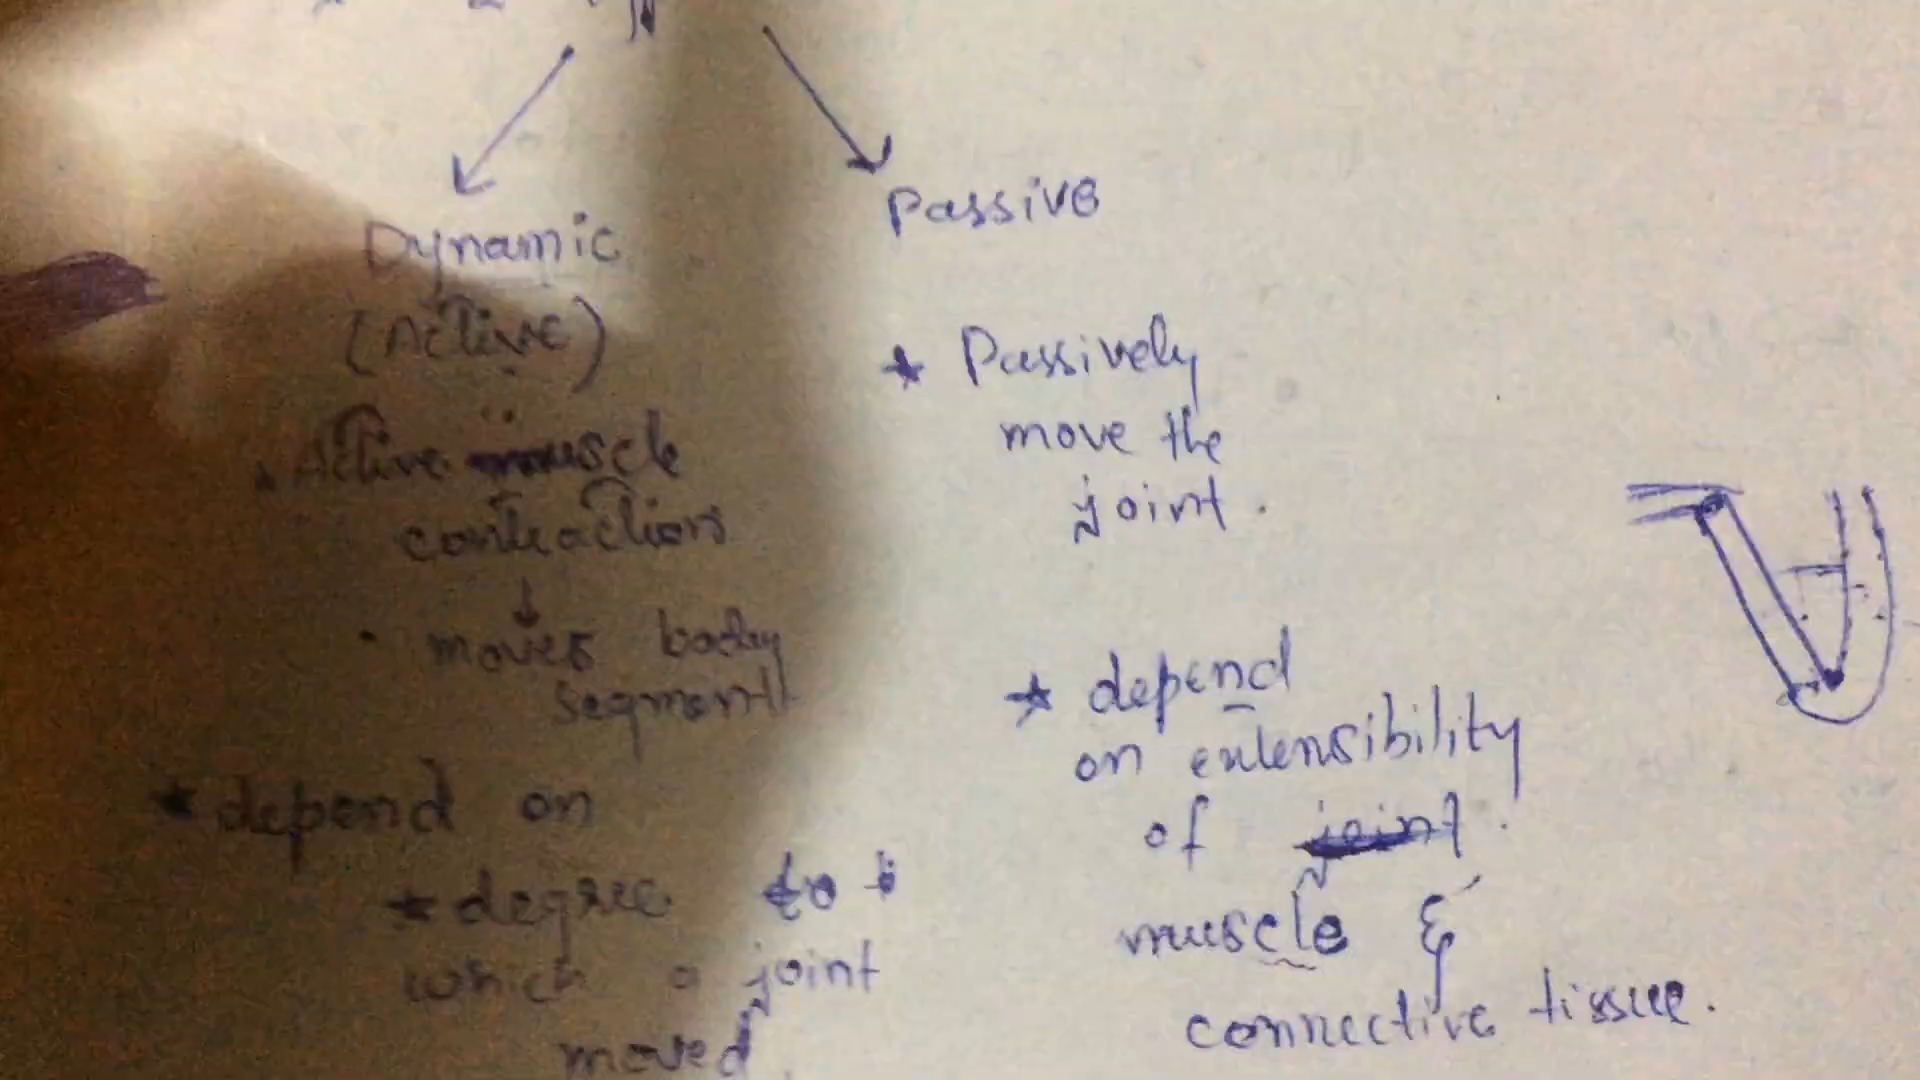 Dynamic
(Active)
Active muscle
contraction
moves body
segment
* depend on
* degree to
which a joint
moved
Passive
* Passively
move the
joint.
* depend
on extensibility
of joint.
muscle &
connective tissue.